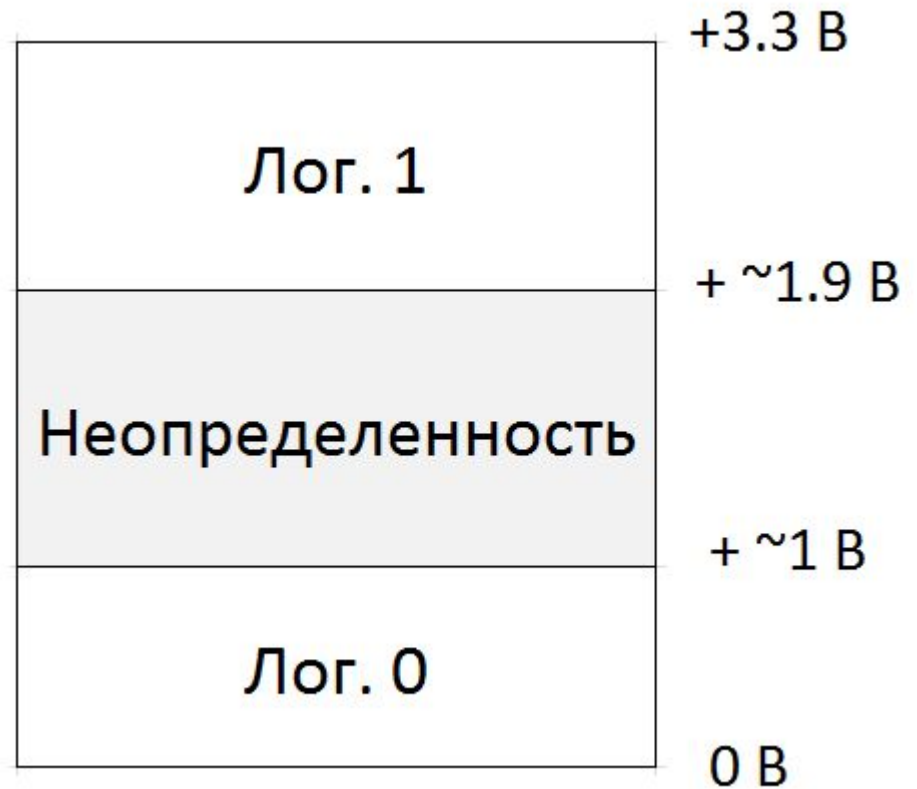 +3.3 В
Лог. 1
+ ~1.9 В
Неопределенность
+ ~1 В
Лог. 0
0 В